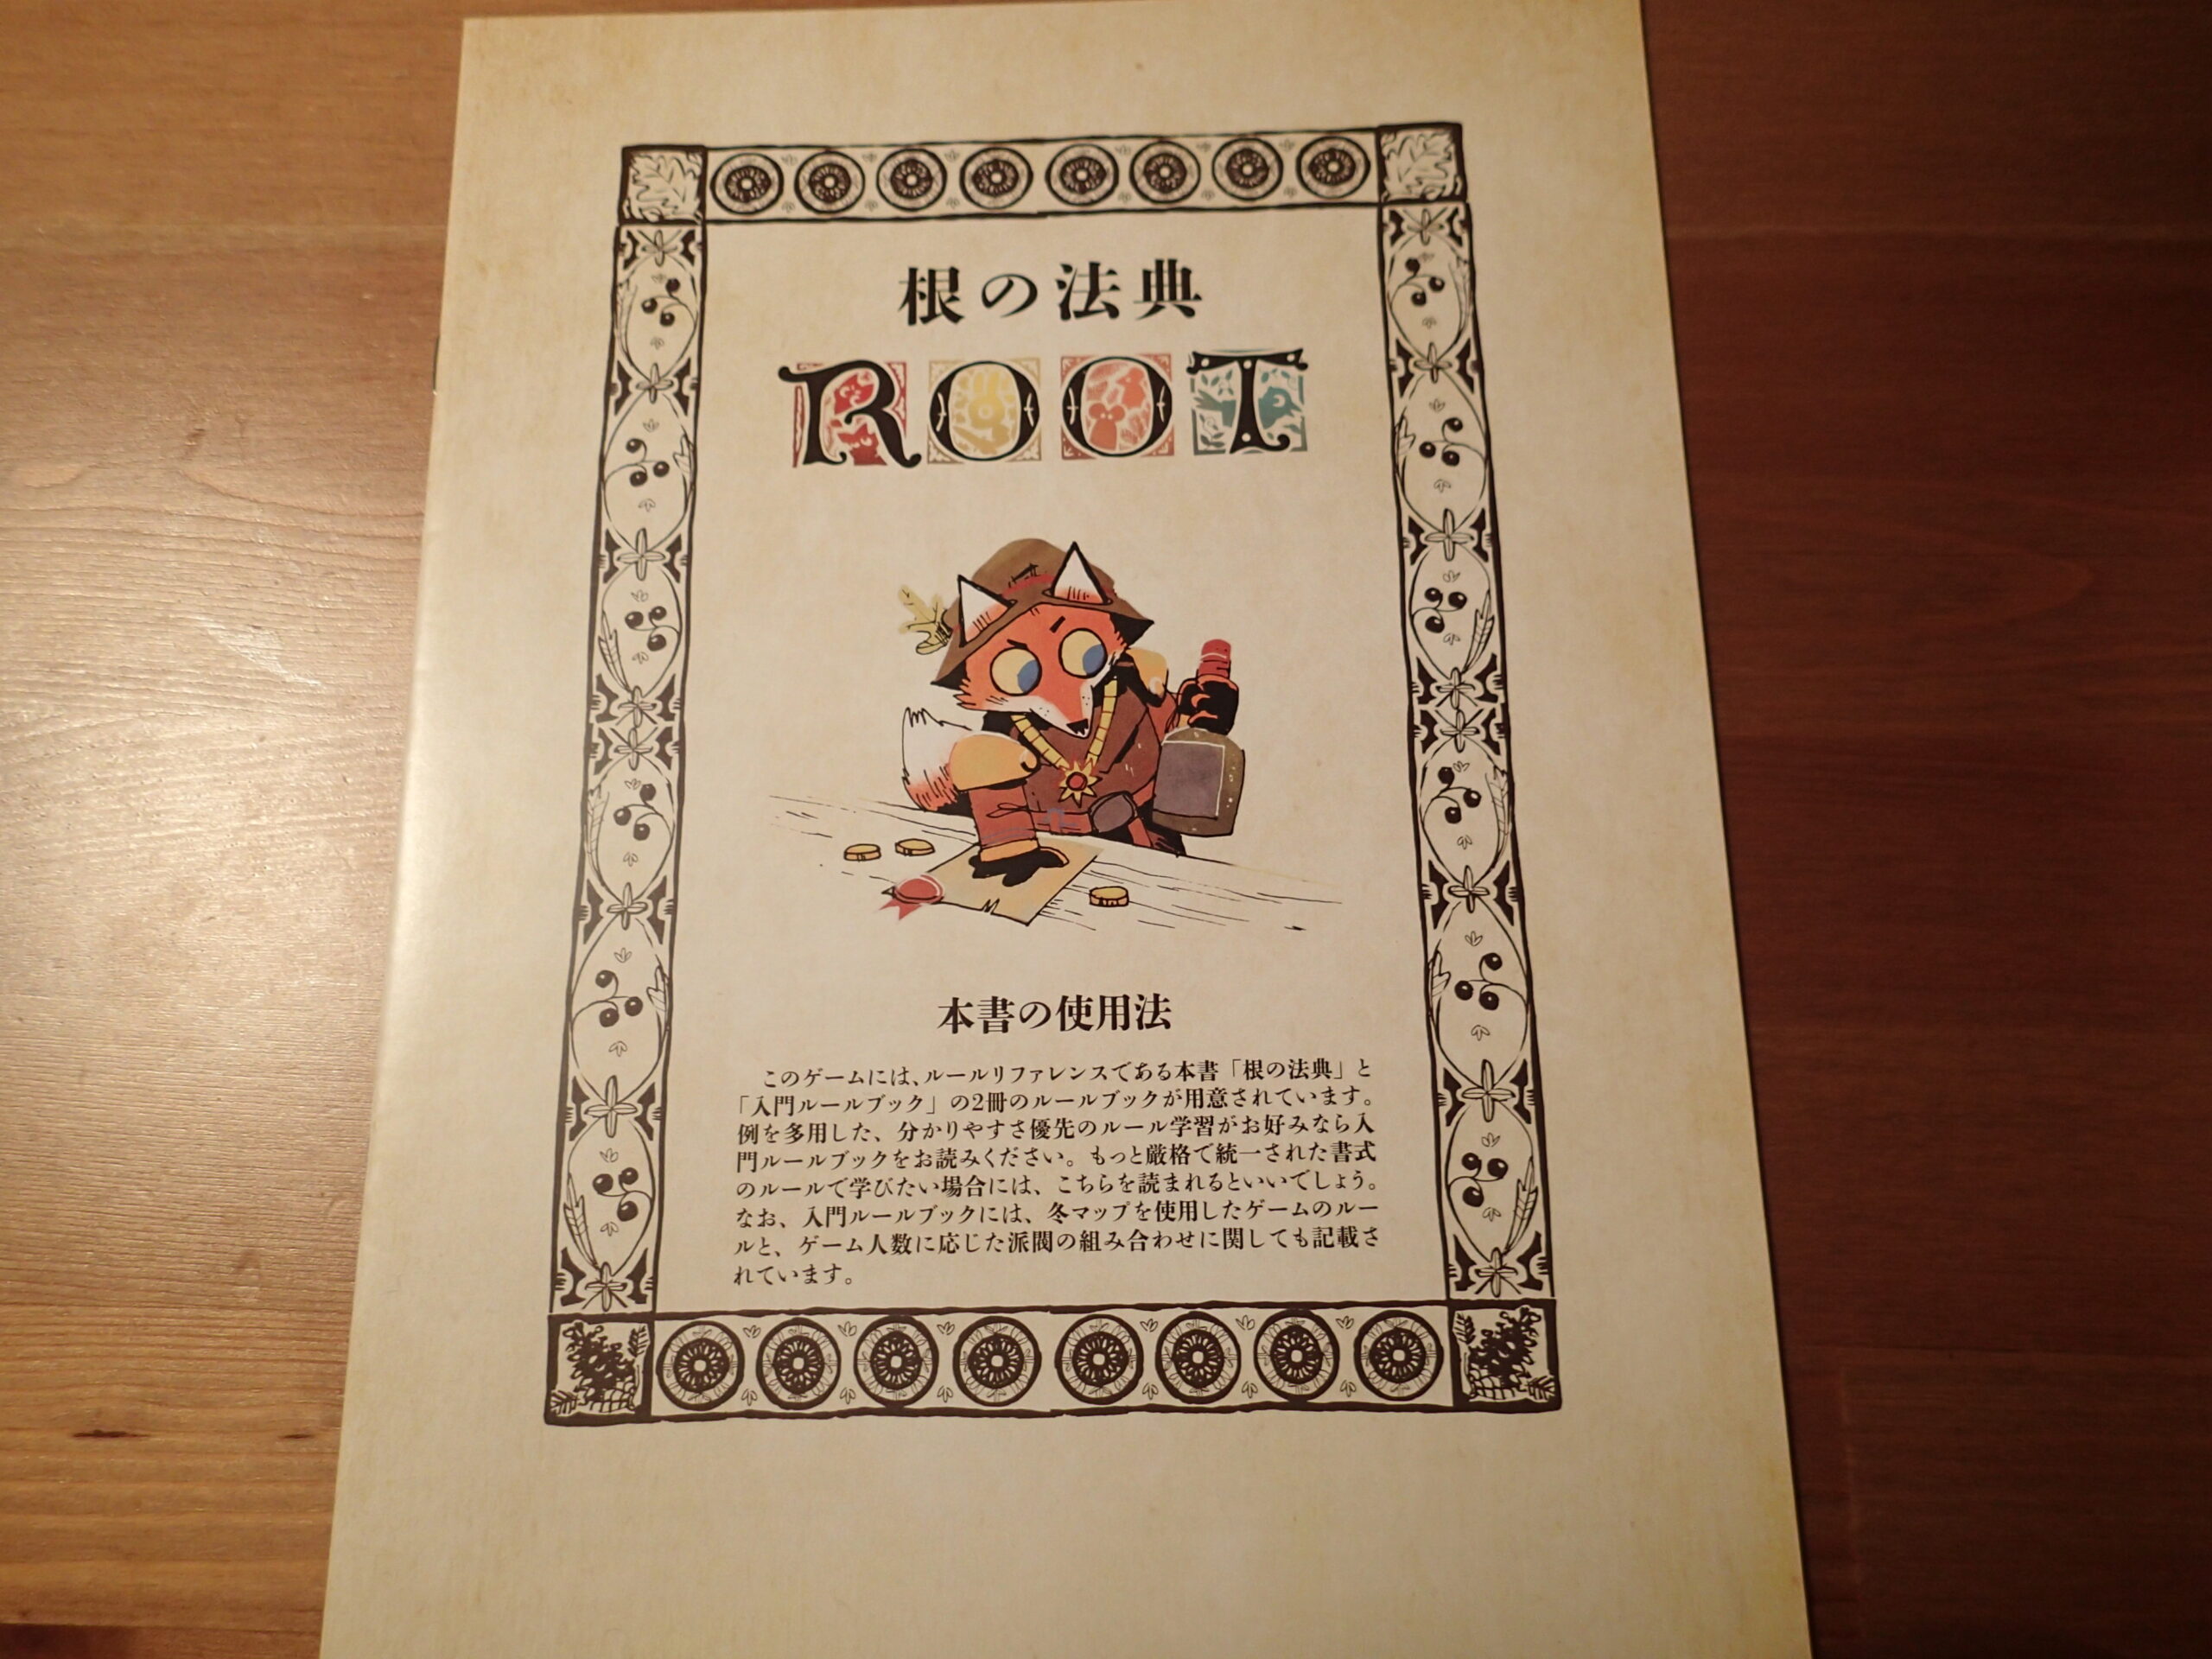 根の法典
ROOT
本書の使用法
このゲームには、ルールリファレンスである本書「根の法典」と
「入門ルールブック」の2冊のルールブックが用意されています。
例を多用した、分かりやすさ優先のルール学習がお好みなら入
門ルールブックをお読みください。もっと厳格で統一された書式
のルールで学びたい場合には、こちらを読まれるといいでしょう。
なお、入門ルールブックには、冬マップを使用したゲームのルー
ルと、ゲーム人数に応じた派閥の組み合わせに関しても記載さ
れています。